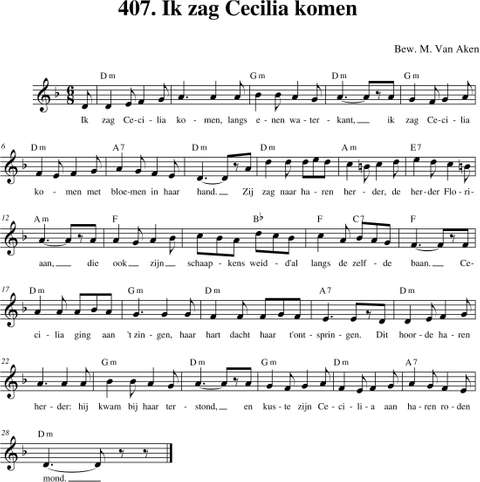 407. Ik zag Cecilia komen
Bew. M. Van Aken
Dm Gm Dm Gm
6 8
Ik zag Ce-ci-lia ko-men, langs e-nen wa-ter-kant, ik zag Ce-ci-lia
6 Dm A7 Dm Dm Am E7
ko-men met bloe-men in haar hand. Zij zag naar ha-ren her-der, de her-der Flo-ri-
12 Am F F Bb F C7 F
aan, die ook zijn schaap-kens weid-d'al langs de zelf-de baan. Ce-
17 Dm Gm Dm F A7 Dm
ci-lia ging aan 't zin-gen, haar hart dacht haar t'ont-sprin-gen. Dit hoor-de ha-ren
22 Gm Dm Gm Dm A7
her-der: hij kwam bij haar ter-stond, en kus-te zijn Ce-ci-li-a aan ha-ren ro-den
28 Dm
mond.